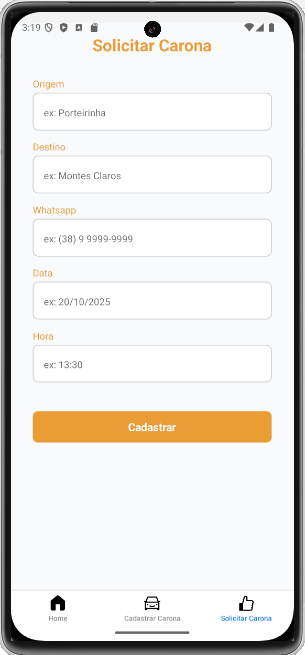 3:19
Solicitar Carona
Origem
ex: Porteirinha
Destino
ex: Montes Claros
Whatsapp
ex: (38) 9 9999-9999
Data
ex: 20/10/2025
Hora
ex: 13:30
Cadastrar
Home
Cadastrar Carona
Solicitar Carona